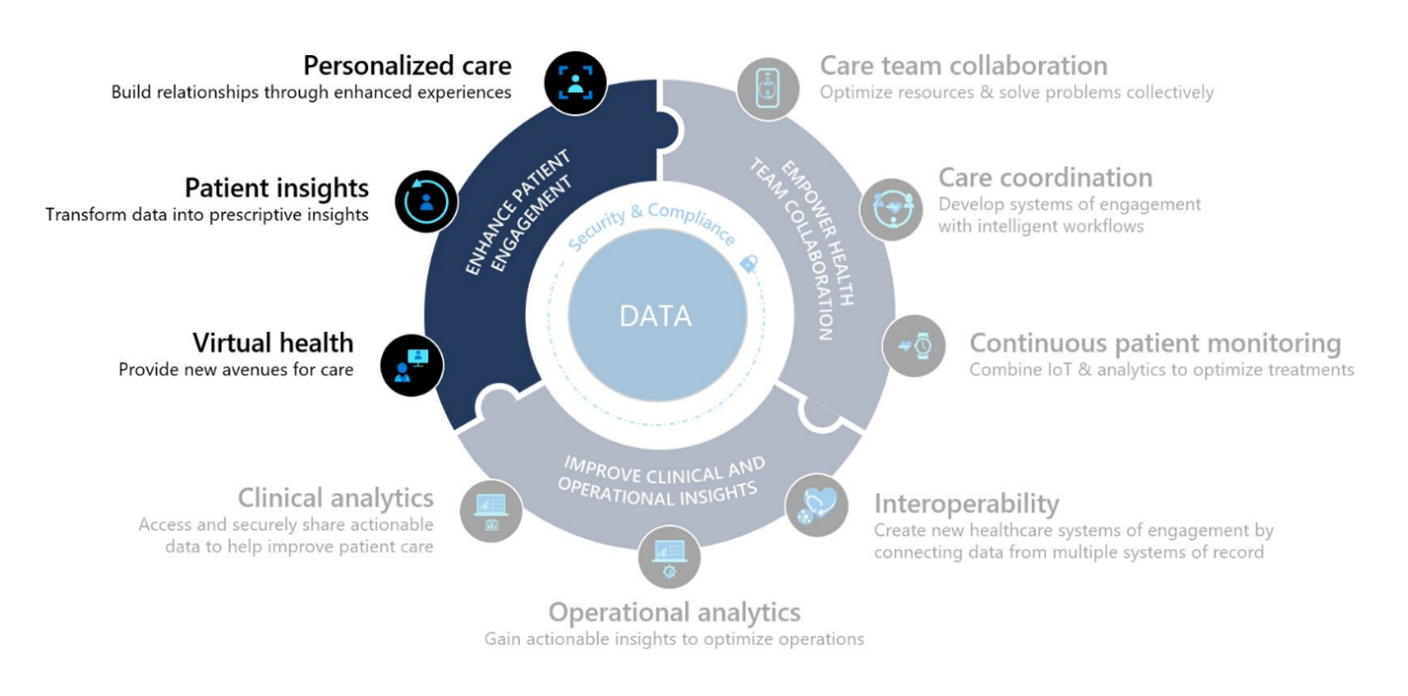 Personalized care
Build relationships through enhanced experiences
Patient insights
Transform data into prescriptive insights
Virtual health
Provide new avenues for care
ENHANCE PATIENT
ENGAGEMENT
Care team collaboration
Optimize resources & solve problems collectively
Care coordination
Develop systems of engagement
with intelligent workflows
Continuous patient monitoring
Combine IoT & analytics to optimize treatments
EMPOWER HEALTH
TEAM COLLABORATION
Security & Compliance
DATA
IMPROVE CLINICAL AND
OPERATIONAL INSIGHTS
Clinical analytics
Access and securely share actionable
data to help improve patient care
Operational analytics
Gain actionable insights to optimize operations
Interoperability
Create new healthcare systems of engagement by
connecting data from multiple systems of record